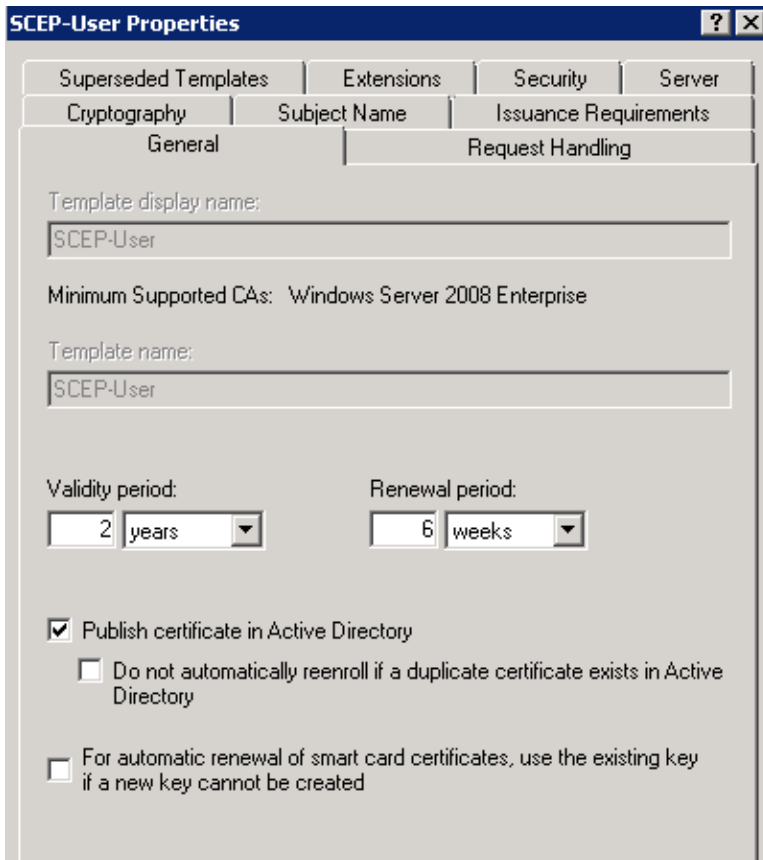 SCEP-User Properties
Superseded Templates Extensions Security Server
Cryptography Subject Name Issuance Requirements
General Request Handling
Template display name:
SCEP-User
Minimum Supported CAs: Windows Server 2008 Enterprise
Template name:
SCEP-User
Validity period: Renewal period:
2 years 6 weeks
Publish certificate in Active Directory
Do not automatically reenroll if a duplicate certificate exists in Active
Directory
For automatic renewal of smart card certificates, use the existing key
if a new key cannot be created